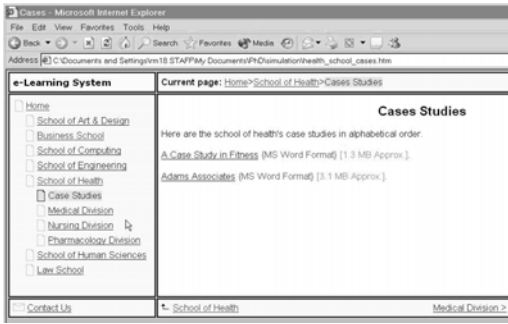 Cases - Microsoft Internet Explorer
File Edit View Favorites Tools Help
Back Search Favorites Media
Address C:\Documents and Settings\rm18.STAFF\My Documents\PhD\simulation\health_school_cases.htm
e-Learning System
Current page: Home>School of Health>Cases Studies
Home
School of Art & Design
Business School
School of Computing
School of Engineering
School of Health
Case Studies
Medical Division
Nursing Division
Pharmacology Division
School of Human Sciences
Law School
Cases Studies
Here are the school of health's case studies in alphabetical order.
A Case Study in Fitness (MS Word Format) [1.3 MB Approx.].
Adams Associates (MS Word Format) [3.1 MB Approx.].
Contact Us
School of Health
Medical Division >